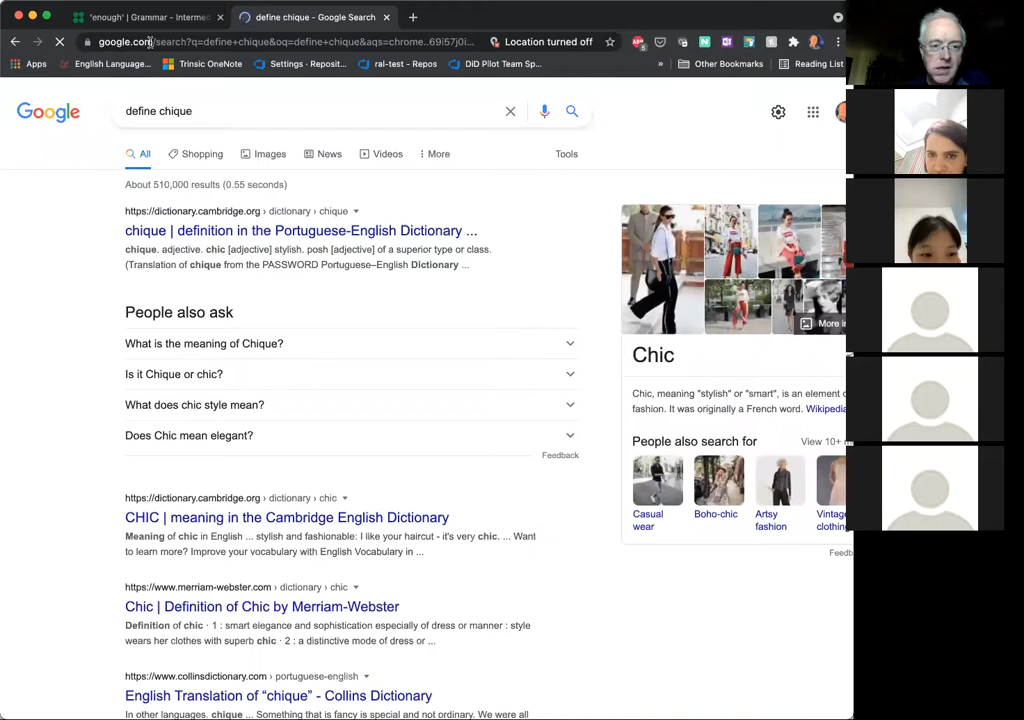 'enough' | Grammar - Intermed
define chique - Google Search
google.com/search?q=define+chique&oq=define+chique&aqs=chrome..69i57j0i...
Location turned off
Apps
English Language...
Trinsic OneNote
Settings · Reposit...
ral-test - Repos
DiD Pilot Team Sp...
»
Other Bookmarks
Reading List
Google
define chique
All
Shopping
Images
News
Videos
More
Tools
About 510,000 results (0.55 seconds)
https://dictionary.cambridge.org › dictionary › chique
chique | definition in the Portuguese-English Dictionary ...
chique. adjective. chic [adjective] stylish. posh [adjective] of a superior type or class.
(Translation of chique from the PASSWORD Portuguese–English Dictionary ...
People also ask
What is the meaning of Chique?
Is it Chique or chic?
What does chic style mean?
Does Chic mean elegant?
Feedback
https://dictionary.cambridge.org › dictionary › chic
CHIC | meaning in the Cambridge English Dictionary
Meaning of chic in English ... stylish and fashionable: I like your haircut - it's very chic. ... Want
to learn more? Improve your vocabulary with English Vocabulary in ...
https://www.merriam-webster.com › dictionary › chic
Chic | Definition of Chic by Merriam-Webster
Definition of chic · 1 : smart elegance and sophistication especially of dress or manner : style
wears her clothes with superb chic · 2 : a distinctive mode of dress or ...
https://www.collinsdictionary.com › portuguese-english
English Translation of “chique” - Collins Dictionary
In other languages. chique ... Something that is fancy is special and not ordinary. We were all
More
Chic
Chic, meaning "stylish" or "smart", is an element o
fashion. It was originally a French word. Wikipedia
People also search for
View 10+
Casual
wear
Boho-chic
Artsy
fashion
Vintage
clothing
Feedb